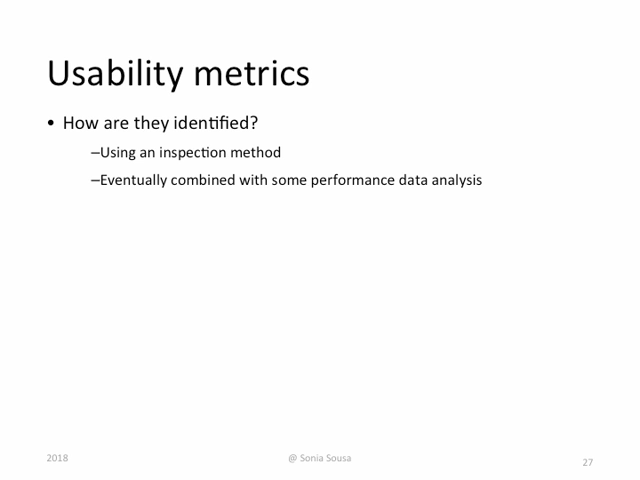 Usability metrics
• How are they identified?
–Using an inspection method
–Eventually combined with some performance data analysis
2018
@ Sonia Sousa
27